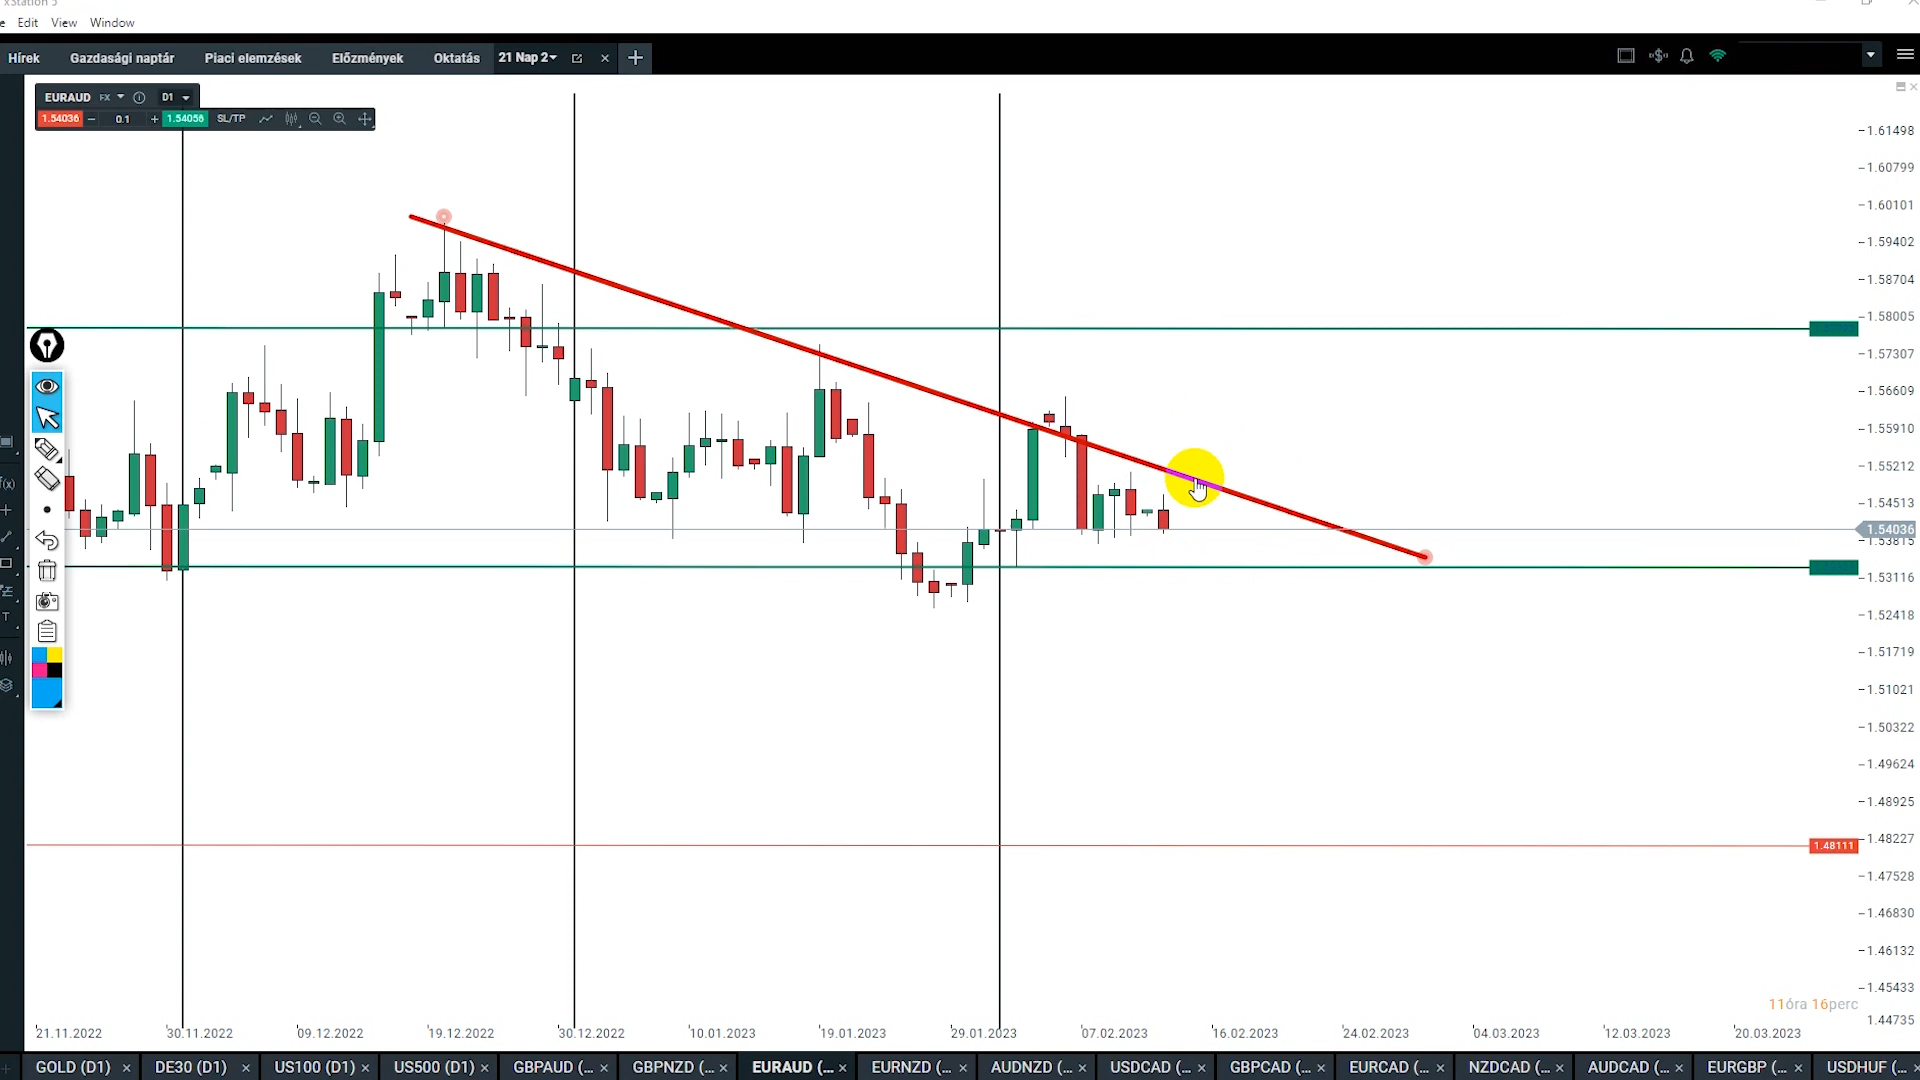 xStation 5
e Edit View Window
Hírek Gazdasági naptár Piaci elemzések Előzmények Oktatás 21 Nap 2
EURAUD FX D1
1.54036 0.1 1.54056 SL/TP
1.61498
1.60799
1.60101
1.59402
1.58704
1.58005
1.57307
1.56609
1.55910
1.55212
1.54513
1.54036
1.53815
1.53116
1.52418
1.51719
1.51021
1.50322
1.49624
1.48925
1.48227
1.48111
1.47528
1.46830
1.46132
1.45433
1.44735
f(x)
T
11óra 16perc
21.11.2022 30.11.2022 09.12.2022 19.12.2022 30.12.2022 10.01.2023 19.01.2023 29.01.2023 07.02.2023 16.02.2023 24.02.2023 04.03.2023 12.03.2023 20.03.2023
GOLD (D1) DE30 (D1) US100 (D1) US500 (D1) GBPAUD (... GBPNZD (... EURAUD (... EURNZD (... AUDNZD (... USDCAD (... GBPCAD (... EURCAD (... NZDCAD (... AUDCAD (... EURGBP (... USDHUF (...